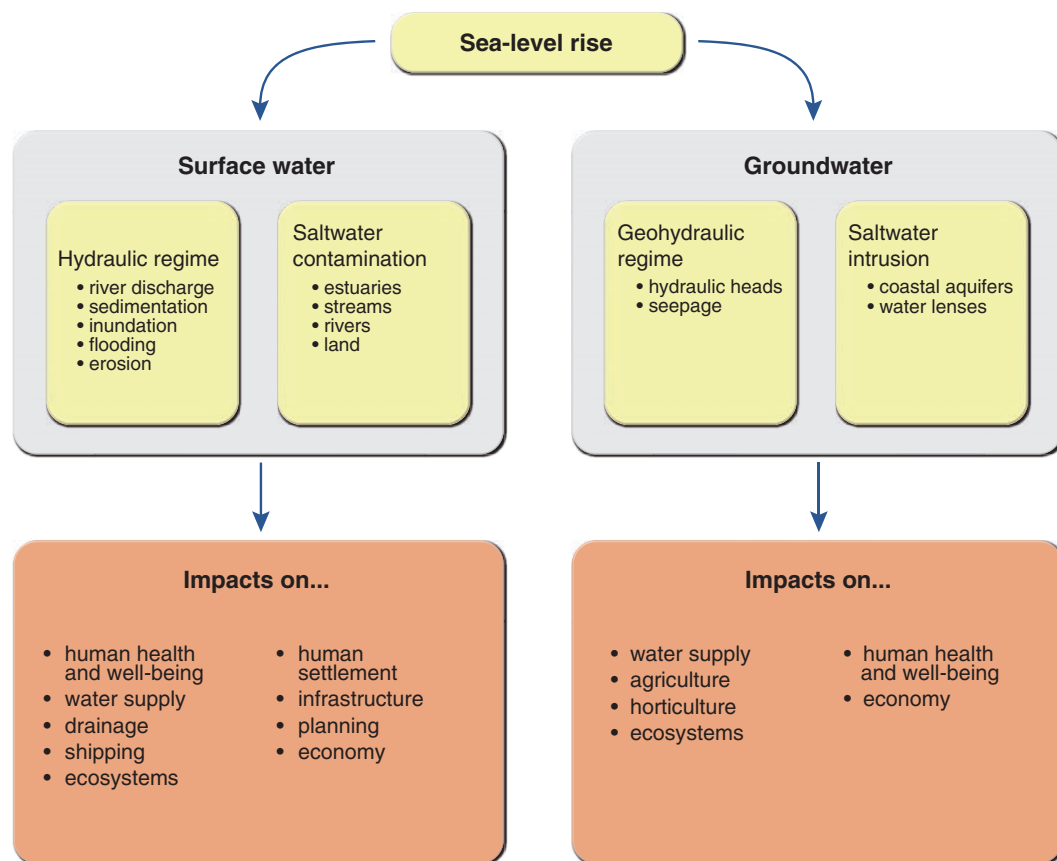 Sea-level rise
Surface water
Hydraulic regime
• river discharge
• sedimentation
• inundation
• flooding
• erosion
Saltwater
contamination
• estuaries
• streams
• rivers
• land
Groundwater
Geohydraulic
regime
• hydraulic heads
• seepage
Saltwater
intrusion
• coastal aquifers
• water lenses
Impacts on...
• human health
and well-being
• water supply
• drainage
• shipping
• ecosystems
• human
settlement
• infrastructure
• planning
• economy
Impacts on...
• water supply
• agriculture
• horticulture
• ecosystems
• human health
and well-being
• economy